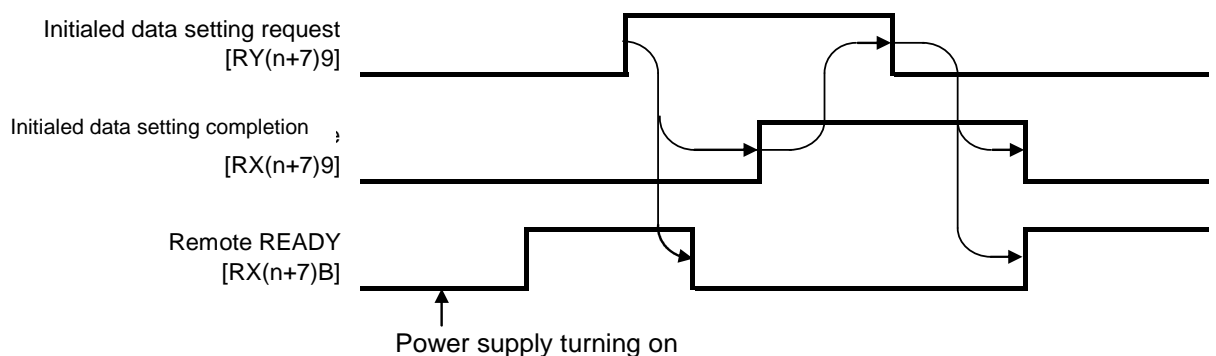 Initialed data setting request
[RY(n+7)9]
Initialed data setting completion
[RX(n+7)9]
Remote READY
[RX(n+7)B]
Power supply turning on